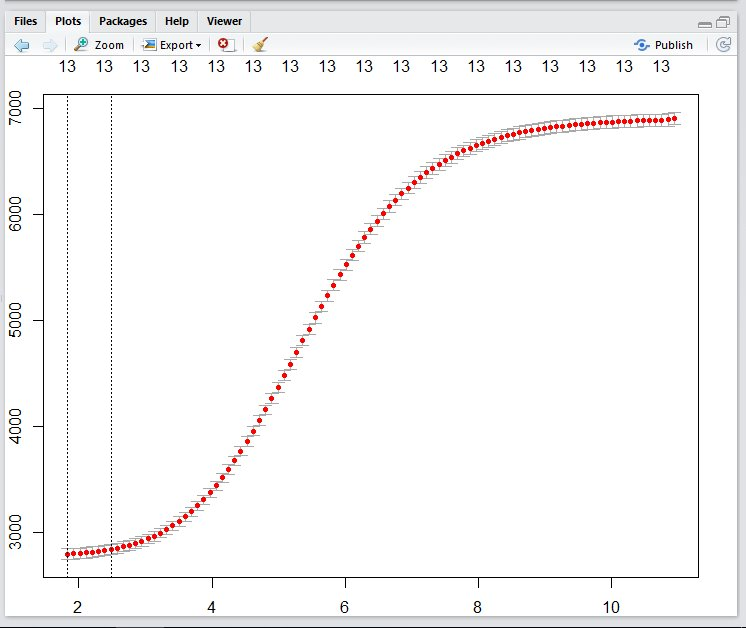 Files Plots Packages Help Viewer
Zoom Export Publish
13 13 13 13 13 13 13 13 13 13 13 13 13 13 13 13 13
7000
6000
5000
4000
3000
2 4 6 8 10